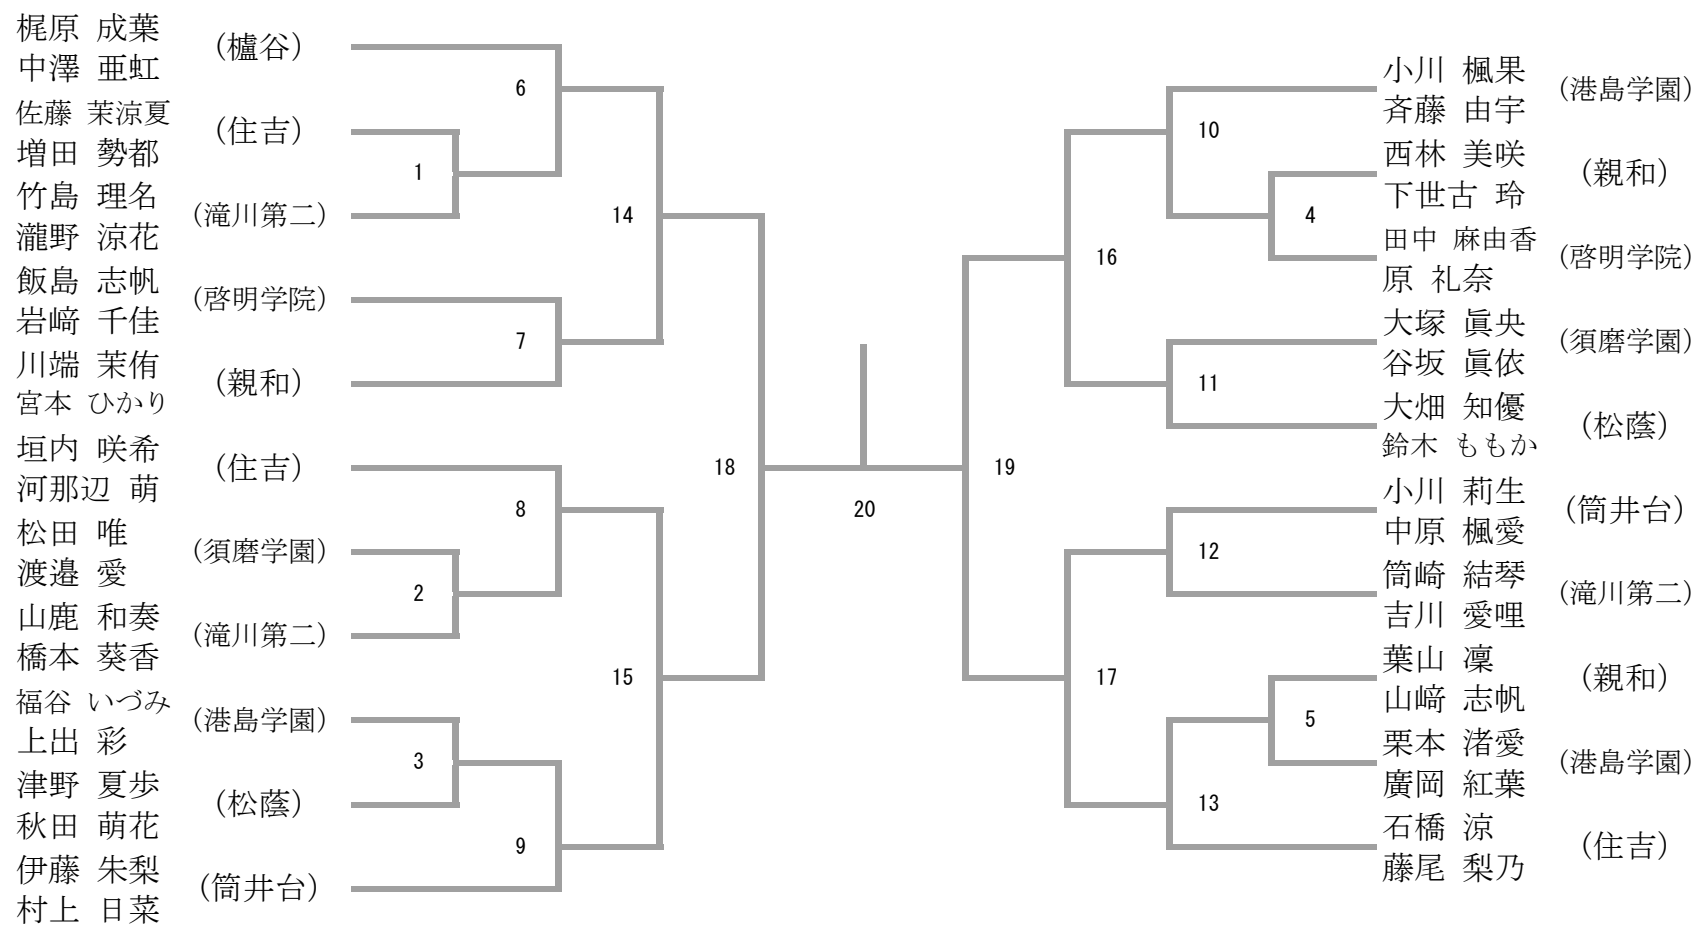 梶原 成葉
中澤 亜虹
(櫨谷)
佐藤 茉涼夏
増田 勢都
(住吉)
竹島 理名
瀧野 涼花
(滝川第二)
飯島 志帆
岩﨑 千佳
(啓明学院)
川端 茉侑
宮本 ひかり
(親和)
垣内 咲希
河那辺 萌
(住吉)
松田 唯
渡邉 愛
(須磨学園)
山鹿 和奏
橋本 葵香
(滝川第二)
福谷 いづみ
上出 彩
(港島学園)
津野 夏歩
秋田 萌花
(松蔭)
伊藤 朱梨
村上 日菜
(筒井台)
6
1
14
7
18
8
2
15
3
9
20
10
4
16
11
19
12
17
5
13
小川 楓果
斉藤 由宇
(港島学園)
西林 美咲
下世古 玲
(親和)
田中 麻由香
原 礼奈
(啓明学院)
大塚 眞央
谷坂 眞依
(須磨学園)
大畑 知優
鈴木 ももか
(松蔭)
小川 莉生
中原 楓愛
(筒井台)
筒崎 結琴
吉川 愛哩
(滝川第二)
葉山 凜
山﨑 志帆
(親和)
栗本 渚愛
廣岡 紅葉
(港島学園)
石橋 涼
藤尾 梨乃
(住吉)